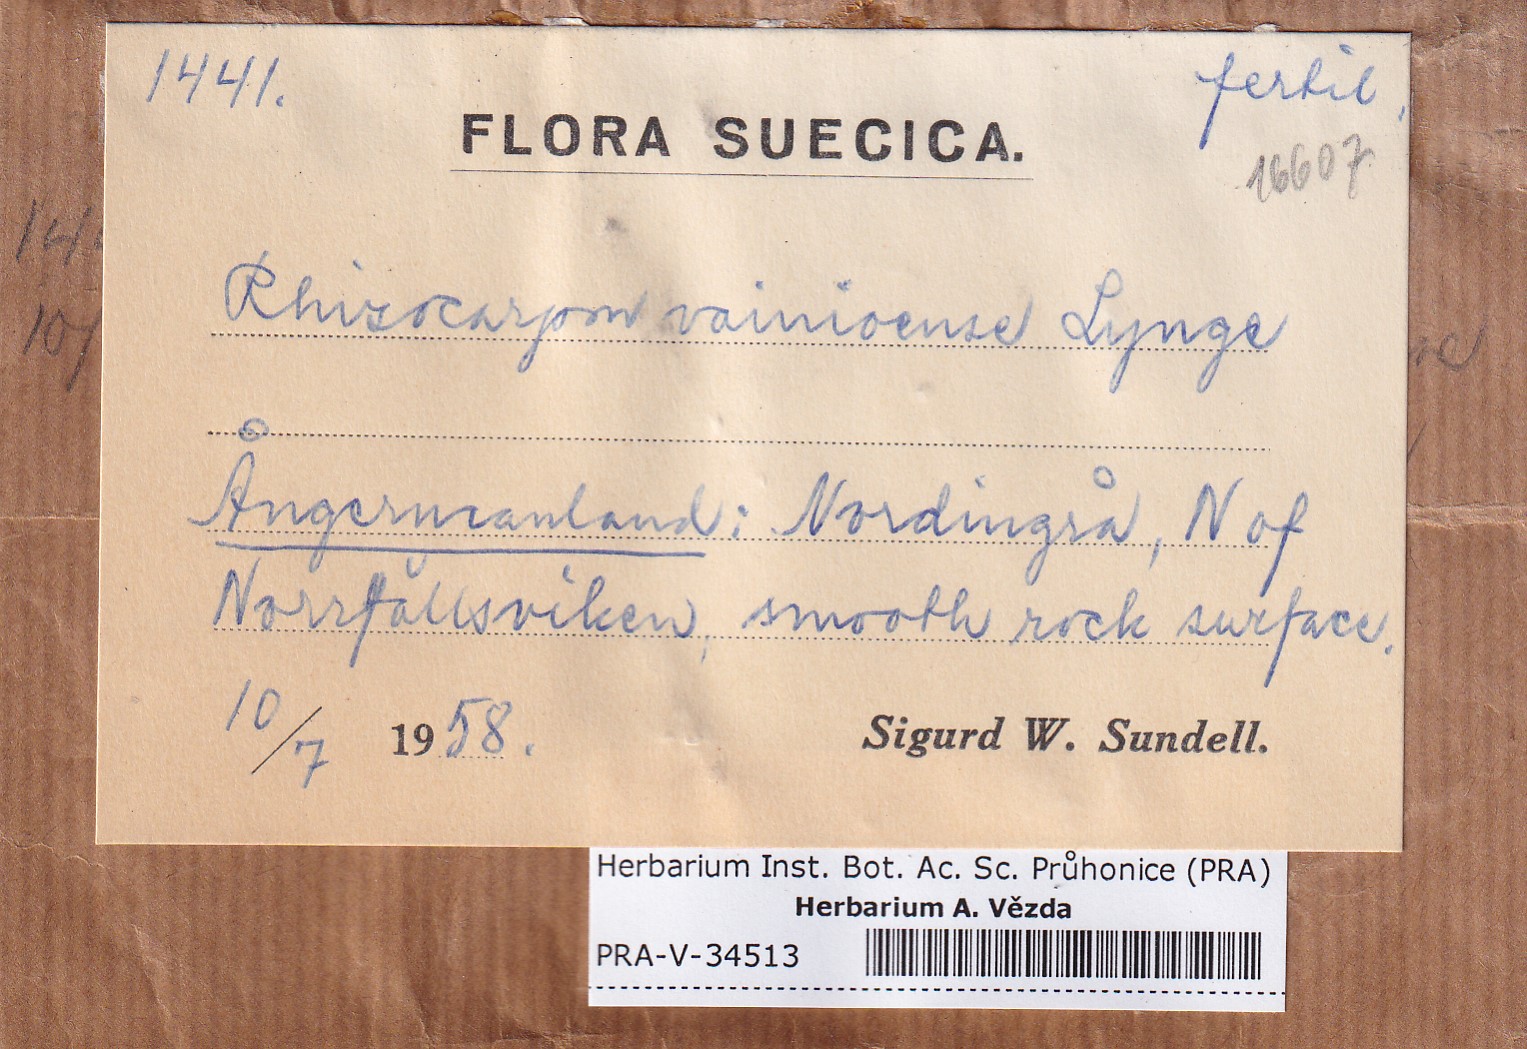 1441.
fertil.
FLORA SUECICA.
16607
Rhizocarpon vainioense Lynge
Ångermanland: Nordingrå, N of
Norrfällsviken, smooth rock surface.
10/7 1958.
Sigurd W. Sundell.
Herbarium Inst. Bot. Ac. Sc. Průhonice (PRA)
Herbarium A. Vězda
PRA-V-34513